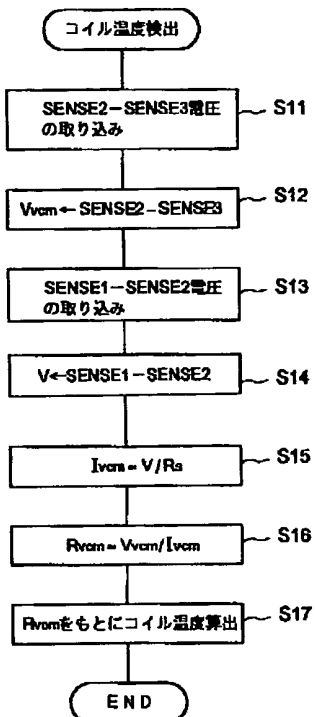 コイル温度検出
SENSE2-SENSE3電圧
の取り込み
S11
Vvcm←SENSE2-SENSE3
S12
SENSE1-SENSE2電圧
の取り込み
S13
V←SENSE1-SENSE2
S14
Ivcm=V/Rs
S15
Rvcm=Vvcm/Ivcm
S16
Rvcmをもとにコイル温度算出
S17
END